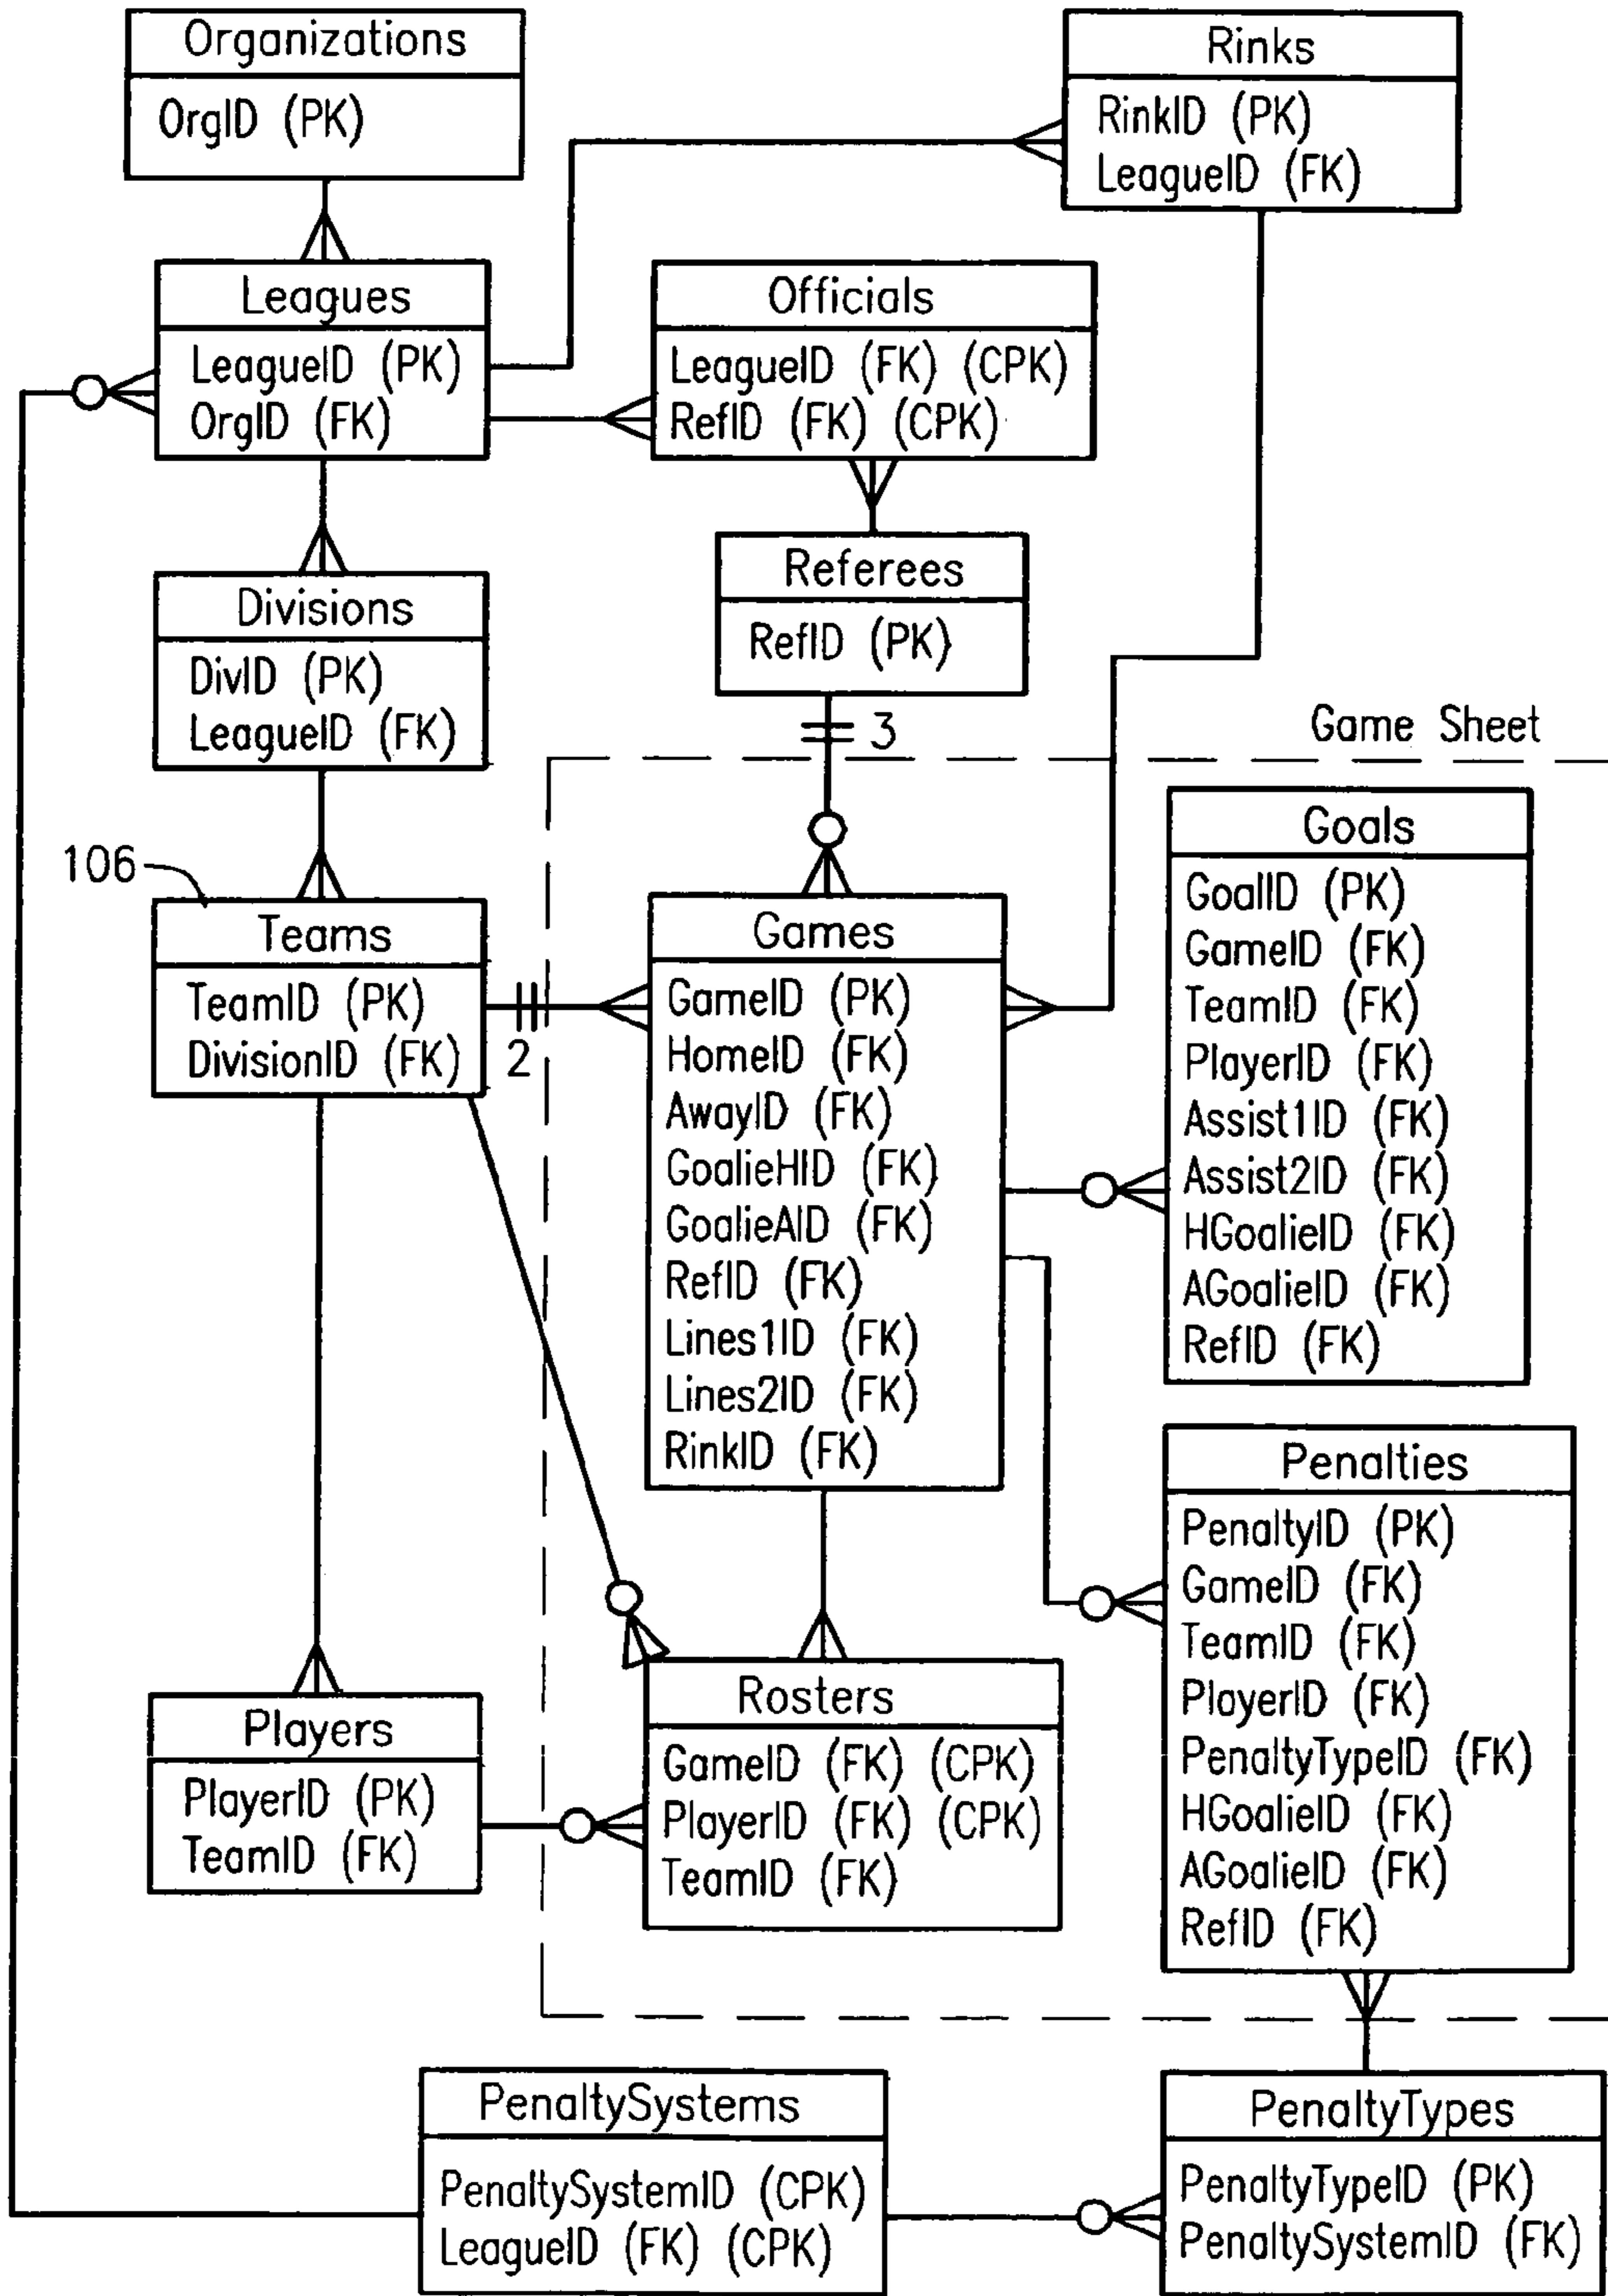 Organizations
OrgID (PK)
Rinks
RinkID (PK)
LeagueID (FK)
Leagues
LeagueID (PK)
OrgID (FK)
Officials
LeagueID (FK) (CPK)
RefID (FK) (CPK)
Divisions
DivID (PK)
LeagueID (FK)
Referees
RefID (PK)
3
Game Sheet
106
Teams
TeamID (PK)
DivisionID (FK)
2
Games
GameID (PK)
HomeID (FK)
AwayID (FK)
GoalieHID (FK)
GoalieAID (FK)
RefID (FK)
Lines1ID (FK)
Lines2ID (FK)
RinkID (FK)
Goals
GoalID (PK)
GameID (FK)
TeamID (FK)
PlayerID (FK)
Assist1ID (FK)
Assist2ID (FK)
HGoalieID (FK)
AGoalieID (FK)
RefID (FK)
Penalties
PenaltyID (PK)
GameID (FK)
TeamID (FK)
PlayerID (FK)
PenaltyTypeID (FK)
HGoalieID (FK)
AGoalieID (FK)
RefID (FK)
Players
PlayerID (PK)
TeamID (FK)
Rosters
GameID (FK) (CPK)
PlayerID (FK) (CPK)
TeamID (FK)
PenaltySystems
PenaltySystemID (CPK)
LeagueID (FK) (CPK)
PenaltyTypes
PenaltyTypeID (PK)
PenaltySystemID (FK)